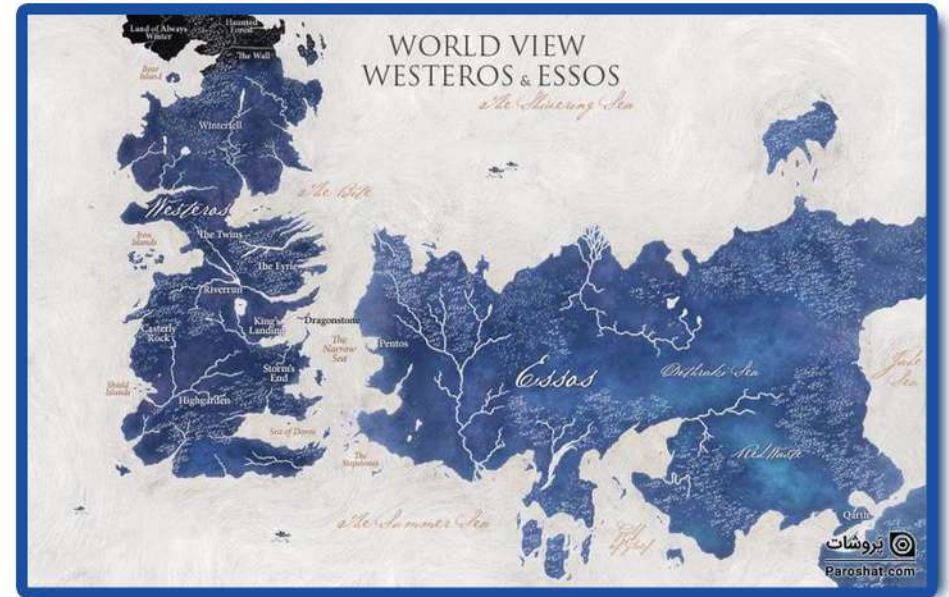 Land of Always
Winter
Haunted
Forest
The Wall
WORLD VIEW
WESTEROS & ESSOS
The Shivering Sea
Bear
Island
Winterfell
The Bite
Westeros
The Twins
Iron
Islands
The Eyrie
Riverrun
King's
Landing
Dragonstone
Casterly
Rock
The
Narrow
Sea
Pentos
Storm's
End
Essos
Dothraki Sea
Jade
Sea
Shield
Islands
Highgarden
Sea of Dorne
The
Stepstones
Red Waste
The Summer Sea
Qarth
پَروشات
Paroshat.com